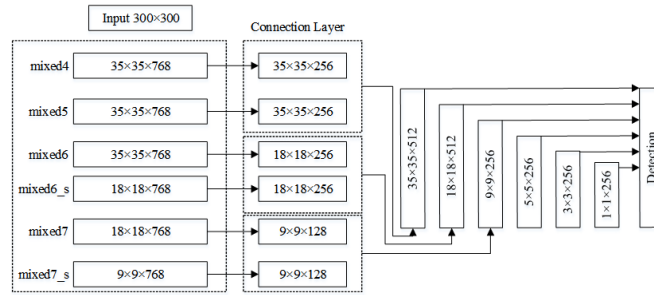 Input 300×300
Connection Layer
mixed4
35×35×768
35×35×256
mixed5
35×35×768
35×35×256
mixed6
35×35×768
18×18×256
mixed6_s
18×18×768
18×18×256
mixed7
18×18×768
9×9×128
mixed7_s
9×9×768
9×9×128
35×35×512
18×18×512
9×9×256
5×5×256
3×3×256
1×1×256
Detection